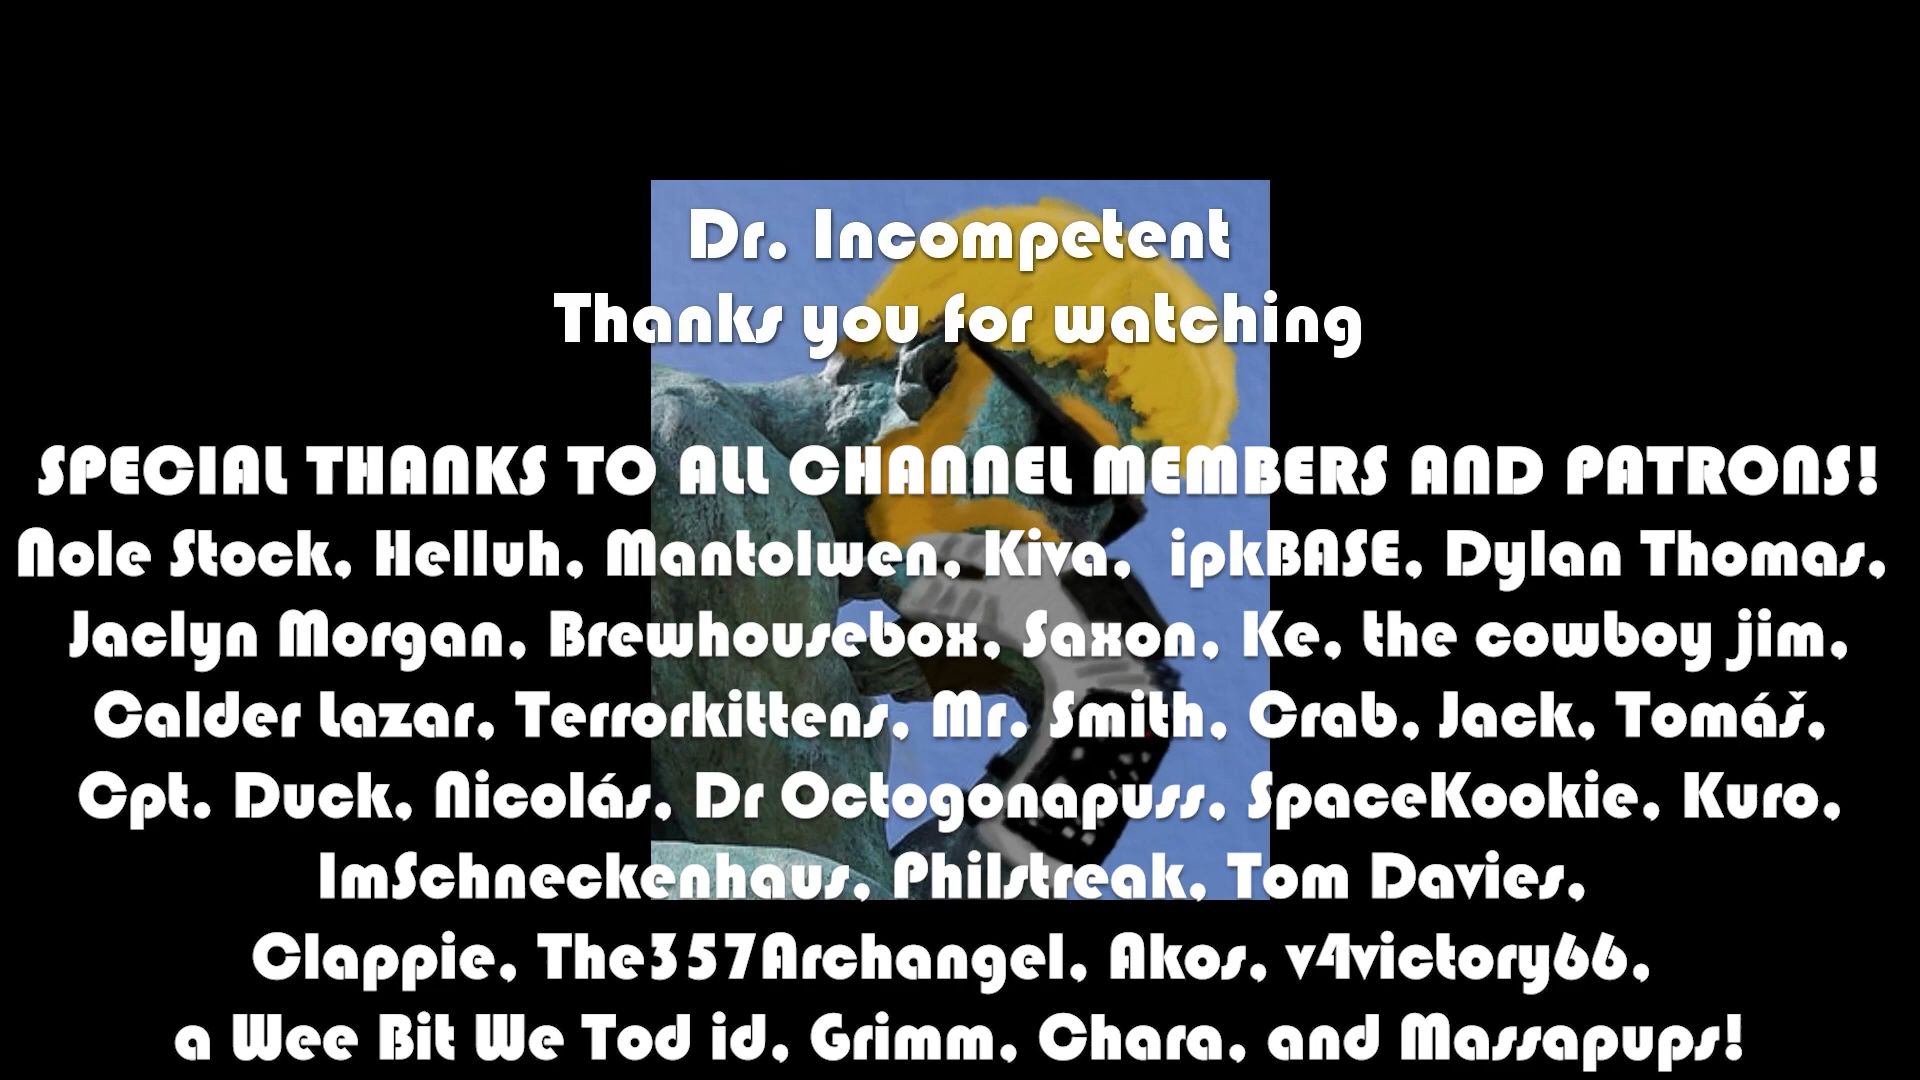 Dr. Incompetent
Thanks you for watching
SPECIAL THANKS TO ALL CHANNEL MEMBERS AND PATRONS!
Nole Stock, Helluh, Mantolwen, Kiva,  ipkBASE, Dylan Thomas,
Jaclyn Morgan, Brewhousebox, Saxon, Ke, the cowboy jim,
Calder Lazar, Terrorkittens, Mr. Smith, Crab, Jack, Tomáš,
Cpt. Duck, Nicolás, Dr Octogonapuss, SpaceKookie, Kuro,
ImSchneckenhaus, Philstreak, Tom Davies,
Clappie, The357Archangel, Akos, v4victory66,
a Wee Bit We Tod id, Grimm, Chara, and Massapups!